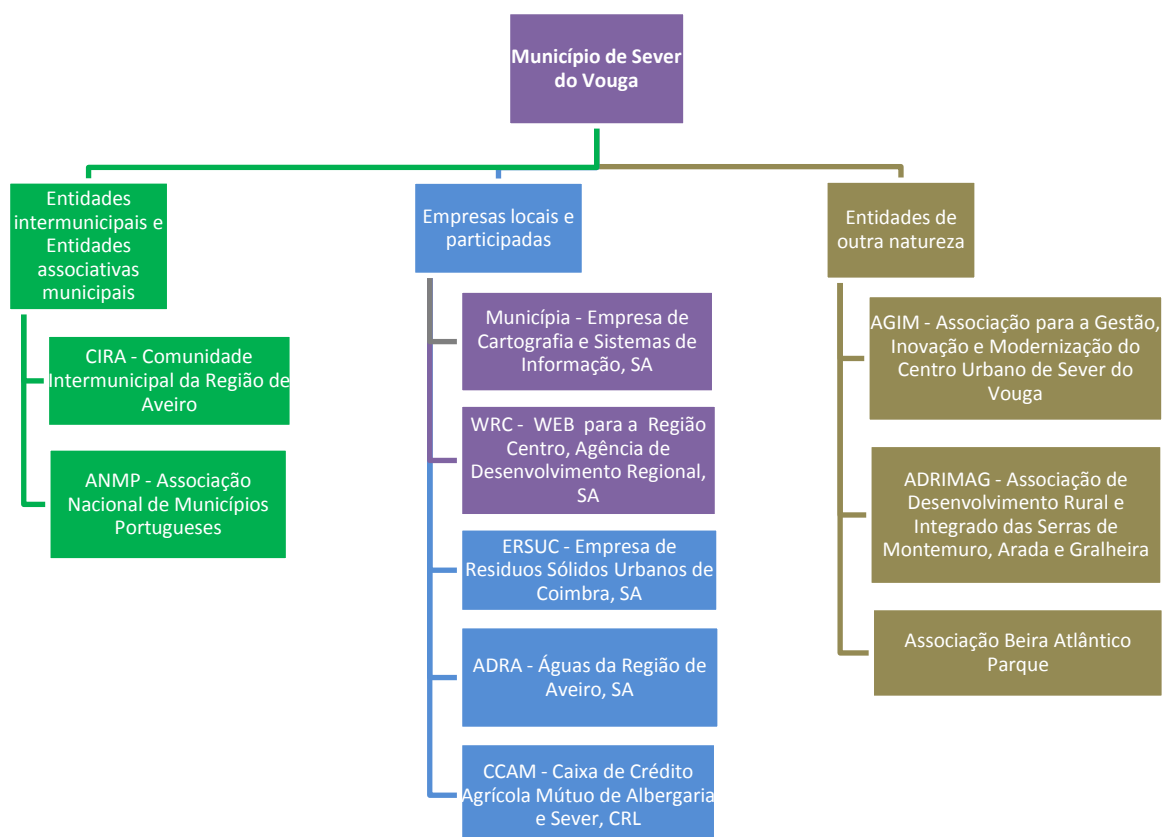 Município de Sever
do Vouga
Entidades
intermunicipais e
Entidades
associativas
municipais
CIRA - Comunidade
Intermunicipal da Região de
Aveiro
ANMP - Associação
Nacional de Municípios
Portugueses
Empresas locais e
participadas
Municípia - Empresa de
Cartografia e Sistemas de
Informação, SA
WRC - WEB para a Região
Centro, Agência de
Desenvolvimento Regional,
SA
ERSUC - Empresa de
Residuos Sólidos Urbanos de
Coimbra, SA
ADRA - Águas da Região de
Aveiro, SA
CCAM - Caixa de Crédito
Agrícola Mútuo de Albergaria
e Sever, CRL
Entidades de
outra natureza
AGIM - Associação para a Gestão,
Inovação e Modernização do
Centro Urbano de Sever do
Vouga
ADRIMAG - Associação de
Desenvolvimento Rural e
Integrado das Serras de
Montemuro, Arada e Gralheira
Associação Beira Atlântico
Parque